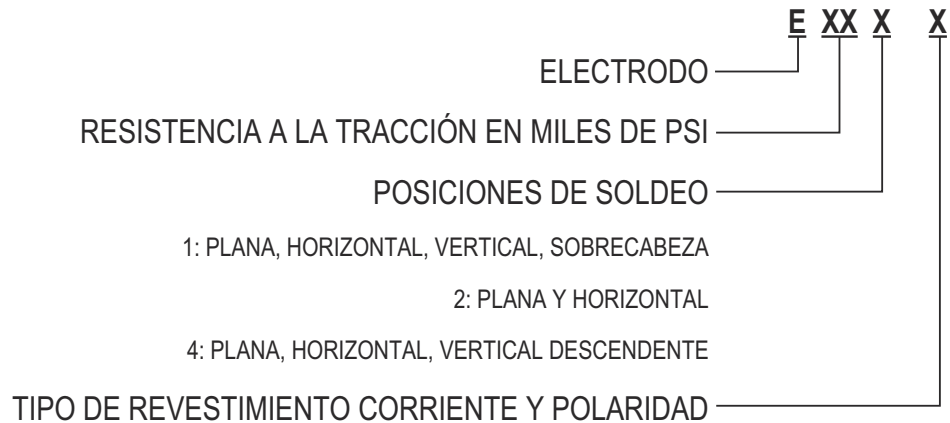 E XX X X
ELECTRODO
RESISTENCIA A LA TRACCIÓN EN MILES DE PSI
POSICIONES DE SOLDEO
1: PLANA, HORIZONTAL, VERTICAL, SOBRECABEZA
2: PLANA Y HORIZONTAL
4: PLANA, HORIZONTAL, VERTICAL DESCENDENTE
TIPO DE REVESTIMIENTO CORRIENTE Y POLARIDAD